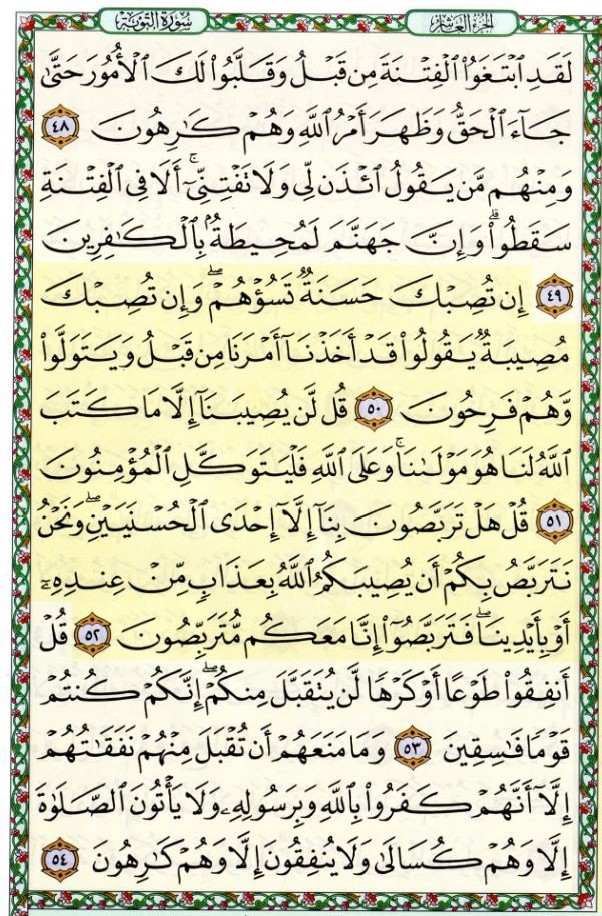 الجزء العاشر
سورة التوبة
لَقَدِ ٱبۡتَغَوُاْ ٱلۡفِتۡنَةَ مِن قَبۡلُ وَقَلَّبُواْ لَكَ ٱلۡأُمُورَ حَتَّىٰ
جَآءَ ٱلۡحَقُّ وَظَهَرَ أَمۡرُ ٱللَّهِ وَهُمۡ كَٰرِهُونَ ٤٨
وَمِنۡهُم مَّن يَقُولُ ٱئۡذَن لِّي وَلَا تَفۡتِنِّيٓۚ أَلَا فِي ٱلۡفِتۡنَةِ
سَقَطُواْۗ وَإِنَّ جَهَنَّمَ لَمُحِيطَةُۢ بِٱلۡكَٰفِرِينَ
٤٩ إِن تُصِبۡكَ حَسَنَةٞ تَسُؤۡهُمۡۖ وَإِن تُصِبۡكَ
مُصِيبَةٞ يَقُولُواْ قَدۡ أَخَذۡنَآ أَمۡرَنَا مِن قَبۡلُ وَيَتَوَلَّواْ
وَّهُمۡ فَرِحُونَ ٥٠ قُل لَّن يُصِيبَنَآ إِلَّا مَا كَتَبَ
ٱللَّهُ لَنَا هُوَ مَوۡلَىٰنَاۚ وَعَلَى ٱللَّهِ فَلۡيَتَوَكَّلِ ٱلۡمُؤۡمِنُونَ
٥١ قُلۡ هَلۡ تَرَبَّصُونَ بِنَآ إِلَّآ إِحۡدَى ٱلۡحُسۡنَيَيۡنِۖ وَنَحۡنُ
نَتَرَبَّصُ بِكُمۡ أَن يُصِيبَكُمُ ٱللَّهُ بِعَذَابٖ مِّنۡ عِندِهِۦٓ
أَوۡ بِأَيۡدِينَاۖ فَتَرَبَّصُوٓاْ إِنَّا مَعَكُم مُّتَرَبِّصُونَ ٥٢ قُلۡ
أَنفِقُواْ طَوۡعًا أَوۡ كَرۡهٗا لَّن يُتَقَبَّلَ مِنكُمۡۖ إِنَّكُمۡ كُنتُمۡ
قَوۡمٗا فَٰسِقِينَ ٥٣ وَمَا مَنَعَهُمۡ أَن تُقۡبَلَ مِنۡهُمۡ نَفَقَٰتُهُمۡ
إِلَّآ أَنَّهُمۡ كَفَرُواْ بِٱللَّهِ وَبِرَسُولِهِۦ وَلَا يَأۡتُونَ ٱلصَّلَوٰةَ
إِلَّا وَهُمۡ كُسَالَىٰ وَلَا يُنفِقُونَ إِلَّا وَهُمۡ كَٰرِهُونَ ٥٤